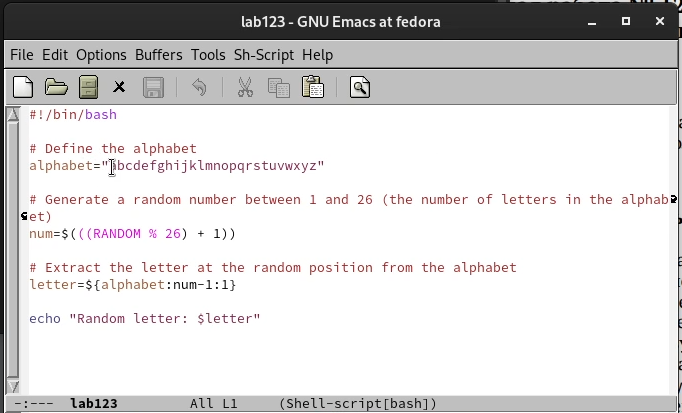 lab123 - GNU Emacs at fedora
File Edit Options Buffers Tools Sh-Script Help
#!/bin/bash
# Define the alphabet
alphabet="abcdefghijklmnopqrstuvwxyz"
# Generate a random number between 1 and 26 (the number of letters in the alphab
et)
num=$(((RANDOM % 26) + 1))
# Extract the letter at the random position from the alphabet
letter=${alphabet:num-1:1}
echo "Random letter: $letter"
-:--- lab123 All L1 (Shell-script[bash])